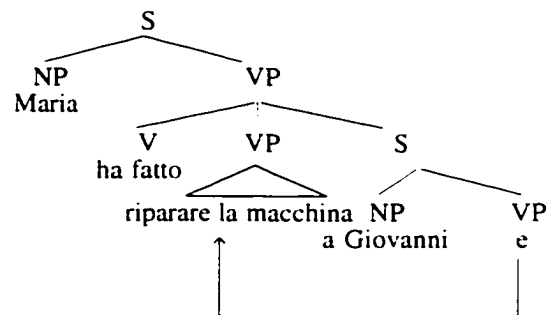 S
NP VP
Maria
V VP S
ha fatto
riparare la macchina NP VP
a Giovanni e